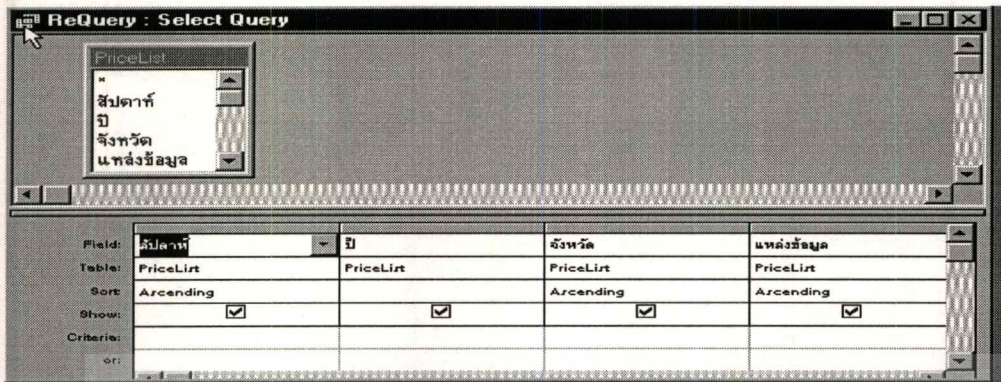 ReQuery : Select Query
PriceList
*
สัปดาห์
ปี
จังหวัด
แหล่งข้อมูล
Field: สัปดาห์ ปี จังหวัด แหล่งข้อมูล
Table: PriceList PriceList PriceList PriceList
Sort: Ascending Ascending Ascending
Show:
Criteria:
or: